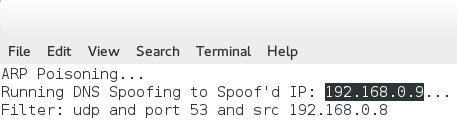 File Edit View Search Terminal Help
ARP Poisoning...
Running DNS Spoofing to Spoof'd IP: 192.168.0.9...
Filter: udp and port 53 and src 192.168.0.8